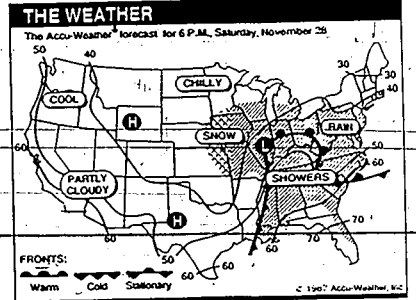 THE WEATHER
The Accu-Weather forecast for 6 P.M., Saturday, November 28
50
40
30
30
40
COOL
CHILLY
H
SNOW
L
RAIN
50
60
60
PARTLY
CLOUDY
SHOWERS
H
70
60
50
60
60
60
70
70
FRONTS:
Warm Cold Stationary
Accu-Weather, Inc